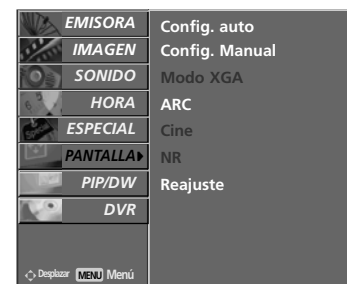 EMISORA
IMAGEN
SONIDO
HORA
ESPECIAL
PANTALLA
PIP/DW
DVR
Config. auto
Config. Manual
Modo XGA
ARC
Cine
NR
Reajuste
Desplazar MENU Menú